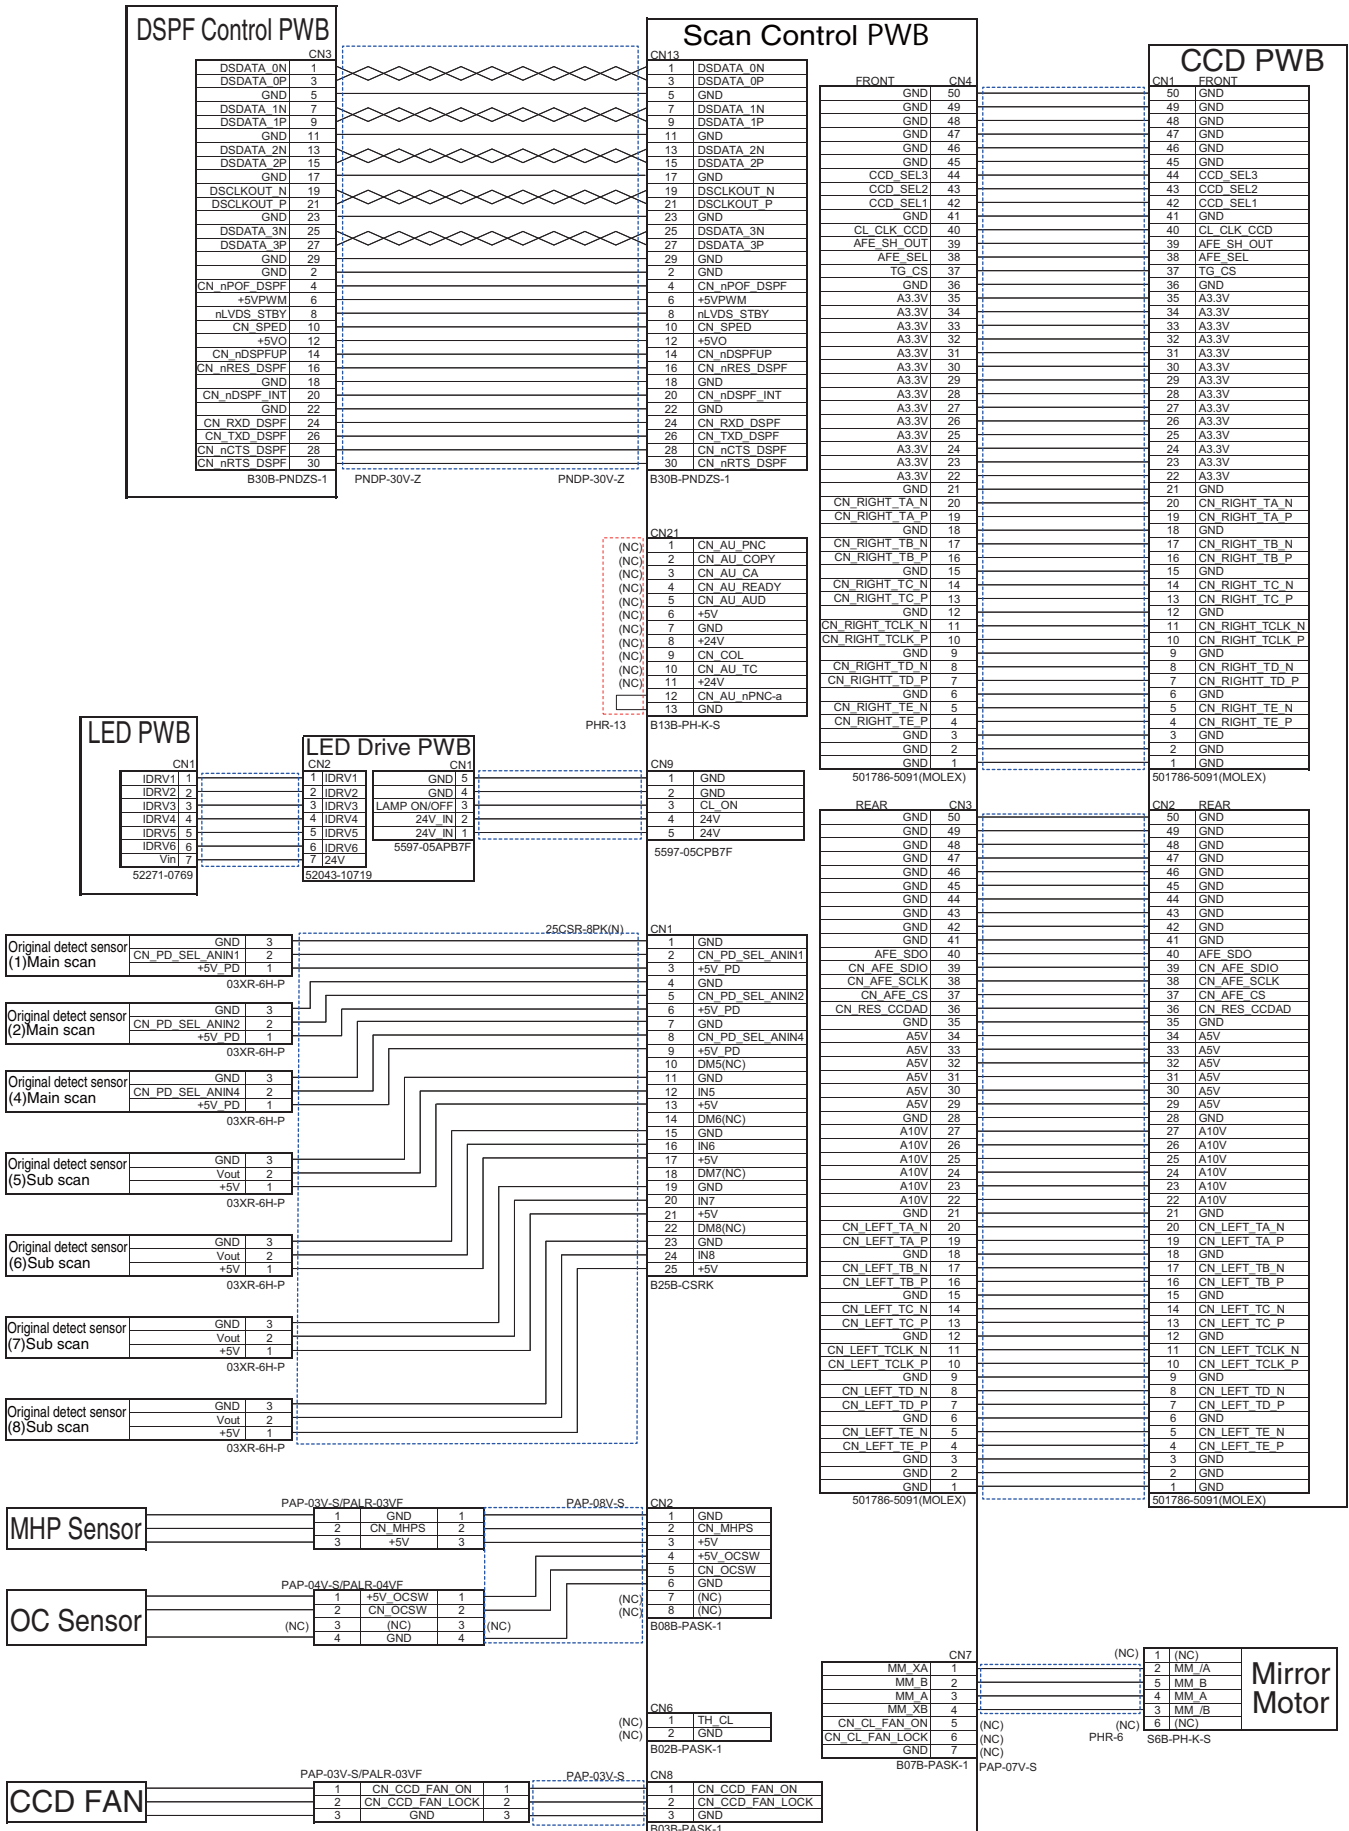 DSPF Control PWB
CN3
DSDATA_0N 1
DSDATA_0P 3
GND 5
DSDATA_1N 7
DSDATA_1P 9
GND 11
DSDATA_2N 13
DSDATA_2P 15
GND 17
DSCLKOUT_N 19
DSCLKOUT_P 21
GND 23
DSDATA_3N 25
DSDATA_3P 27
GND 29
GND 2
CN_nPOF_DSPF 4
+5VPWM 6
nLVDS_STBY 8
CN_SPED 10
+5VO 12
CN_nDSPFUP 14
CN_nRES_DSPF 16
GND 18
CN_nDSPF_INT 20
GND 22
CN_RXD_DSPF 24
CN_TXD_DSPF 26
CN_nCTS_DSPF 28
CN_nRTS_DSPF 30
B30B-PNDZS-1
PNDP-30V-Z
PNDP-30V-Z
Scan Control PWB
CN13
1 DSDATA_0N
3 DSDATA_0P
5 GND
7 DSDATA_1N
9 DSDATA_1P
11 GND
13 DSDATA_2N
15 DSDATA_2P
17 GND
19 DSCLKOUT_N
21 DSCLKOUT_P
23 GND
25 DSDATA_3N
27 DSDATA_3P
29 GND
2 GND
4 CN_nPOF_DSPF
6 +5VPWM
8 nLVDS_STBY
10 CN_SPED
12 +5VO
14 CN_nDSPFUP
16 CN_nRES_DSPF
18 GND
20 CN_nDSPF_INT
22 GND
24 CN_RXD_DSPF
26 CN_TXD_DSPF
28 CN_nCTS_DSPF
30 CN_nRTS_DSPF
B30B-PNDZS-1
CN21
(NC) 1 CN_AU_PNC
(NC) 2 CN_AU_COPY
(NC) 3 CN_AU_CA
(NC) 4 CN_AU_READY
(NC) 5 CN_AU_AUD
(NC) 6 +5V
(NC) 7 GND
(NC) 8 +24V
(NC) 9 CN_COL
(NC) 10 CN_AU_TC
(NC) 11 +24V
12 CN_AU_nPNC-a
13 GND
PHR-13
B13B-PH-K-S
LED PWB
CN1
IDRV1 1
IDRV2 2
IDRV3 3
IDRV4 4
IDRV5 5
IDRV6 6
Vin 7
52271-0769
LED Drive PWB
CN2
1 IDRV1
2 IDRV2
3 IDRV3
4 IDRV4
5 IDRV5
6 IDRV6
7 24V
52043-10719
CN1
GND 5
GND 4
LAMP ON/OFF 3
24V_IN 2
24V_IN 1
5597-05APB7F
CN9
1 GND
2 GND
3 CL_ON
4 24V
5 24V
5597-05CPB7F
Original detect sensor
(1)Main scan
GND 3
CN_PD_SEL_ANIN1 2
+5V_PD 1
03XR-6H-P
Original detect sensor
(2)Main scan
GND 3
CN_PD_SEL_ANIN2 2
+5V_PD 1
03XR-6H-P
Original detect sensor
(4)Main scan
GND 3
CN_PD_SEL_ANIN4 2
+5V_PD 1
03XR-6H-P
Original detect sensor
(5)Sub scan
GND 3
Vout 2
+5V 1
03XR-6H-P
Original detect sensor
(6)Sub scan
GND 3
Vout 2
+5V 1
03XR-6H-P
Original detect sensor
(7)Sub scan
GND 3
Vout 2
+5V 1
03XR-6H-P
Original detect sensor
(8)Sub scan
GND 3
Vout 2
+5V 1
03XR-6H-P
25CSR-8PK(N)
CN1
1 GND
2 CN_PD_SEL_ANIN1
3 +5V_PD
4 GND
5 CN_PD_SEL_ANIN2
6 +5V_PD
7 GND
8 CN_PD_SEL_ANIN4
9 +5V_PD
10 DM5(NC)
11 GND
12 IN5
13 +5V
14 DM6(NC)
15 GND
16 IN6
17 +5V
18 DM7(NC)
19 GND
20 IN7
21 +5V
22 DM8(NC)
23 GND
24 IN8
25 +5V
B25B-CSRK
MHP Sensor
PAP-03V-S/PALR-03VF
1 GND 1
2 CN_MHPS 2
3 +5V 3
OC Sensor
PAP-04V-S/PALR-04VF
1 +5V_OCSW 1
2 CN_OCSW 2
(NC) 3 (NC) 3 (NC)
4 GND 4
PAP-08V-S
CN2
1 GND
2 CN_MHPS
3 +5V
4 +5V_OCSW
5 CN_OCSW
6 GND
(NC) 7 (NC)
(NC) 8 (NC)
B08B-PASK-1
CN6
(NC) 1 TH_CL
(NC) 2 GND
B02B-PASK-1
CCD FAN
PAP-03V-S/PALR-03VF
1 CN_CCD_FAN_ON 1
2 CN_CCD_FAN_LOCK 2
3 GND 3
PAP-03V-S
CN8
1 CN_CCD_FAN_ON
2 CN_CCD_FAN_LOCK
3 GND
B03B-PASK-1
FRONT CN4
GND 50
GND 49
GND 48
GND 47
GND 46
GND 45
CCD_SEL3 44
CCD_SEL2 43
CCD_SEL1 42
GND 41
CL_CLK_CCD 40
AFE_SH_OUT 39
AFE_SEL 38
TG_CS 37
GND 36
A3.3V 35
A3.3V 34
A3.3V 33
A3.3V 32
A3.3V 31
A3.3V 30
A3.3V 29
A3.3V 28
A3.3V 27
A3.3V 26
A3.3V 25
A3.3V 24
A3.3V 23
A3.3V 22
GND 21
CN_RIGHT_TA_N 20
CN_RIGHT_TA_P 19
GND 18
CN_RIGHT_TB_N 17
CN_RIGHT_TB_P 16
GND 15
CN_RIGHT_TC_N 14
CN_RIGHT_TC_P 13
GND 12
CN_RIGHT_TCLK_N 11
CN_RIGHT_TCLK_P 10
GND 9
CN_RIGHT_TD_N 8
CN_RIGHTT_TD_P 7
GND 6
CN_RIGHT_TE_N 5
CN_RIGHT_TE_P 4
GND 3
GND 2
GND 1
501786-5091(MOLEX)
CCD PWB
CN1 FRONT
50 GND
49 GND
48 GND
47 GND
46 GND
45 GND
44 CCD_SEL3
43 CCD_SEL2
42 CCD_SEL1
41 GND
40 CL_CLK_CCD
39 AFE_SH_OUT
38 AFE_SEL
37 TG_CS
36 GND
35 A3.3V
34 A3.3V
33 A3.3V
32 A3.3V
31 A3.3V
30 A3.3V
29 A3.3V
28 A3.3V
27 A3.3V
26 A3.3V
25 A3.3V
24 A3.3V
23 A3.3V
22 A3.3V
21 GND
20 CN_RIGHT_TA_N
19 CN_RIGHT_TA_P
18 GND
17 CN_RIGHT_TB_N
16 CN_RIGHT_TB_P
15 GND
14 CN_RIGHT_TC_N
13 CN_RIGHT_TC_P
12 GND
11 CN_RIGHT_TCLK_N
10 CN_RIGHT_TCLK_P
9 GND
8 CN_RIGHT_TD_N
7 CN_RIGHTT_TD_P
6 GND
5 CN_RIGHT_TE_N
4 CN_RIGHT_TE_P
3 GND
2 GND
1 GND
501786-5091(MOLEX)
REAR CN3
GND 50
GND 49
GND 48
GND 47
GND 46
GND 45
GND 44
GND 43
GND 42
GND 41
AFE_SDO 40
CN_AFE_SDIO 39
CN_AFE_SCLK 38
CN_AFE_CS 37
CN_RES_CCDAD 36
GND 35
A5V 34
A5V 33
A5V 32
A5V 31
A5V 30
A5V 29
GND 28
A10V 27
A10V 26
A10V 25
A10V 24
A10V 23
A10V 22
GND 21
CN_LEFT_TA_N 20
CN_LEFT_TA_P 19
GND 18
CN_LEFT_TB_N 17
CN_LEFT_TB_P 16
GND 15
CN_LEFT_TC_N 14
CN_LEFT_TC_P 13
GND 12
CN_LEFT_TCLK_N 11
CN_LEFT_TCLK_P 10
GND 9
CN_LEFT_TD_N 8
CN_LEFT_TD_P 7
GND 6
CN_LEFT_TE_N 5
CN_LEFT_TE_P 4
GND 3
GND 2
GND 1
501786-5091(MOLEX)
CN2 REAR
50 GND
49 GND
48 GND
47 GND
46 GND
45 GND
44 GND
43 GND
42 GND
41 GND
40 AFE_SDO
39 CN_AFE_SDIO
38 CN_AFE_SCLK
37 CN_AFE_CS
36 CN_RES_CCDAD
35 GND
34 A5V
33 A5V
32 A5V
31 A5V
30 A5V
29 A5V
28 GND
27 A10V
26 A10V
25 A10V
24 A10V
23 A10V
22 A10V
21 GND
20 CN_LEFT_TA_N
19 CN_LEFT_TA_P
18 GND
17 CN_LEFT_TB_N
16 CN_LEFT_TB_P
15 GND
14 CN_LEFT_TC_N
13 CN_LEFT_TC_P
12 GND
11 CN_LEFT_TCLK_N
10 CN_LEFT_TCLK_P
9 GND
8 CN_LEFT_TD_N
7 CN_LEFT_TD_P
6 GND
5 CN_LEFT_TE_N
4 CN_LEFT_TE_P
3 GND
2 GND
1 GND
501786-5091(MOLEX)
CN7
MM_XA 1
MM_B 2
MM_A 3
MM_XB 4
CN_CL_FAN_ON 5 (NC)
CN_CL_FAN_LOCK 6 (NC)
GND 7 (NC)
B07B-PASK-1
PAP-07V-S
(NC) 1 (NC)
2 MM_/A
5 MM_B
4 MM_A
3 MM_/B
(NC) 6 (NC)
PHR-6
S6B-PH-K-S
Mirror
Motor